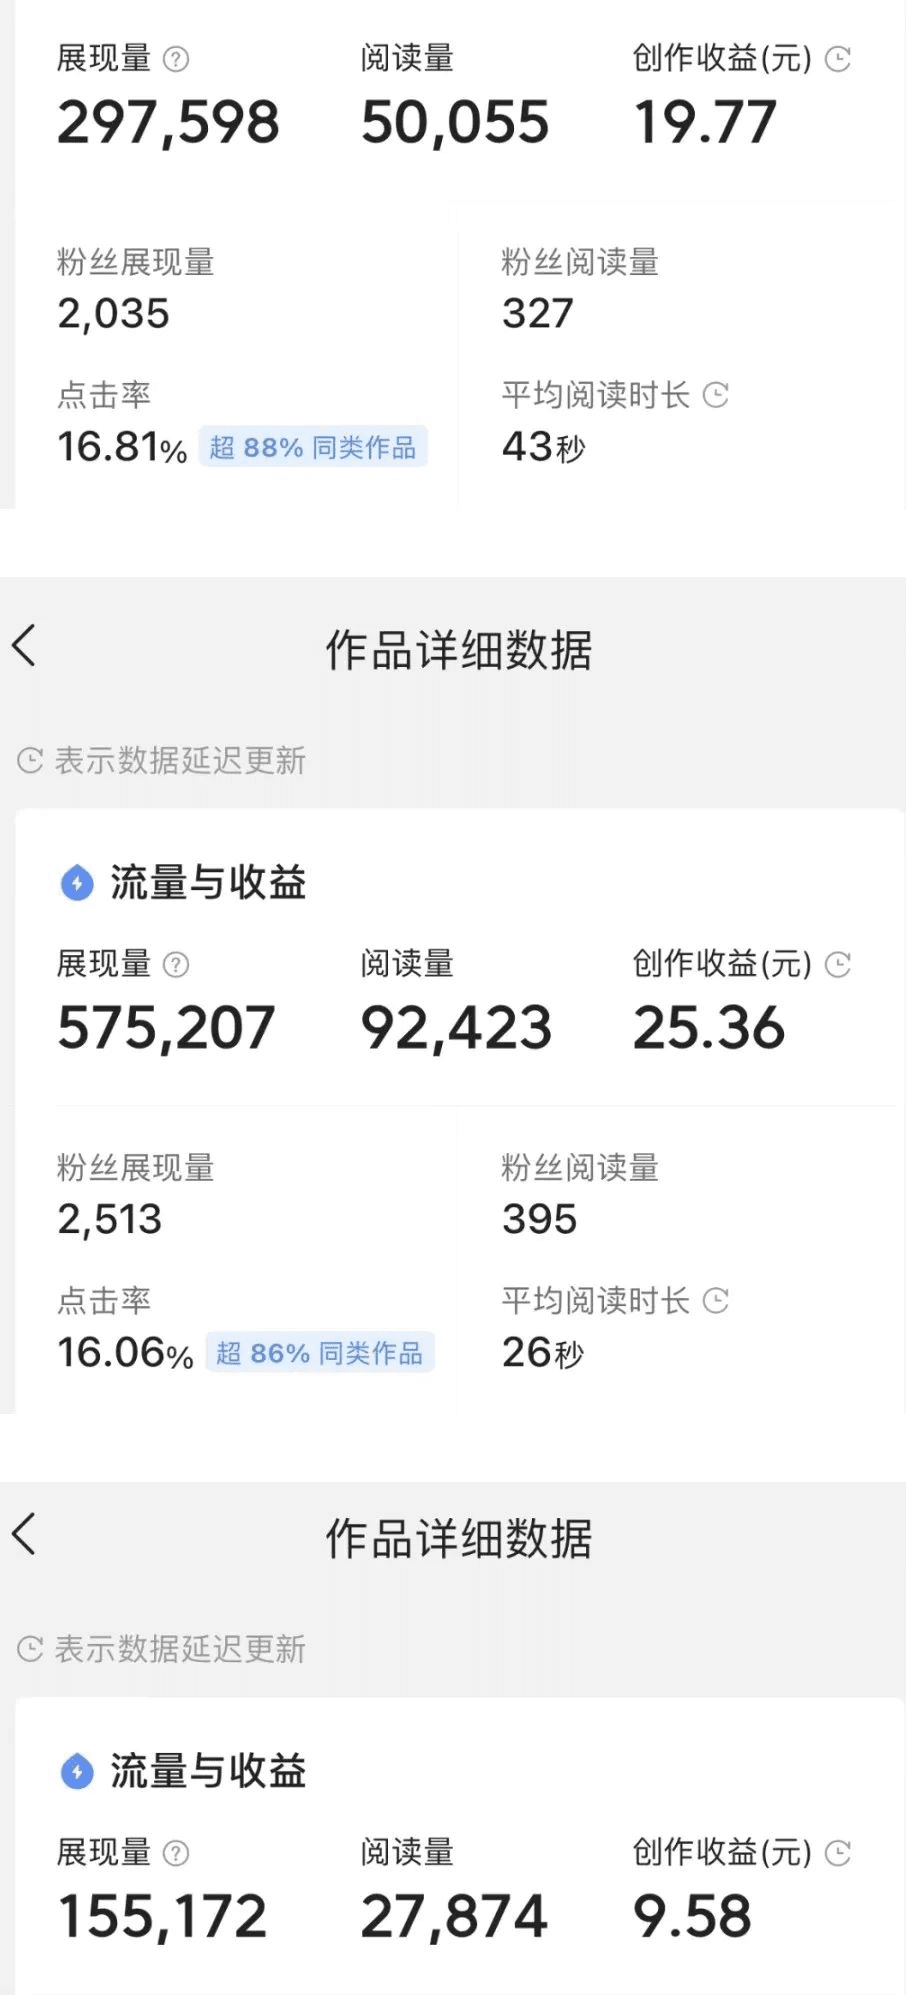 展现量 阅读量 创作收益(元)
297,598 50,055 19.77
粉丝展现量 粉丝阅读量
2,035 327
点击率 平均阅读时长
16.81% 超 88% 同类作品 43秒
作品详细数据
表示数据延迟更新
流量与收益
展现量 阅读量 创作收益(元)
575,207 92,423 25.36
粉丝展现量 粉丝阅读量
2,513 395
点击率 平均阅读时长
16.06% 超 86% 同类作品 26秒
作品详细数据
表示数据延迟更新
流量与收益
展现量 阅读量 创作收益(元)
155,172 27,874 9.58